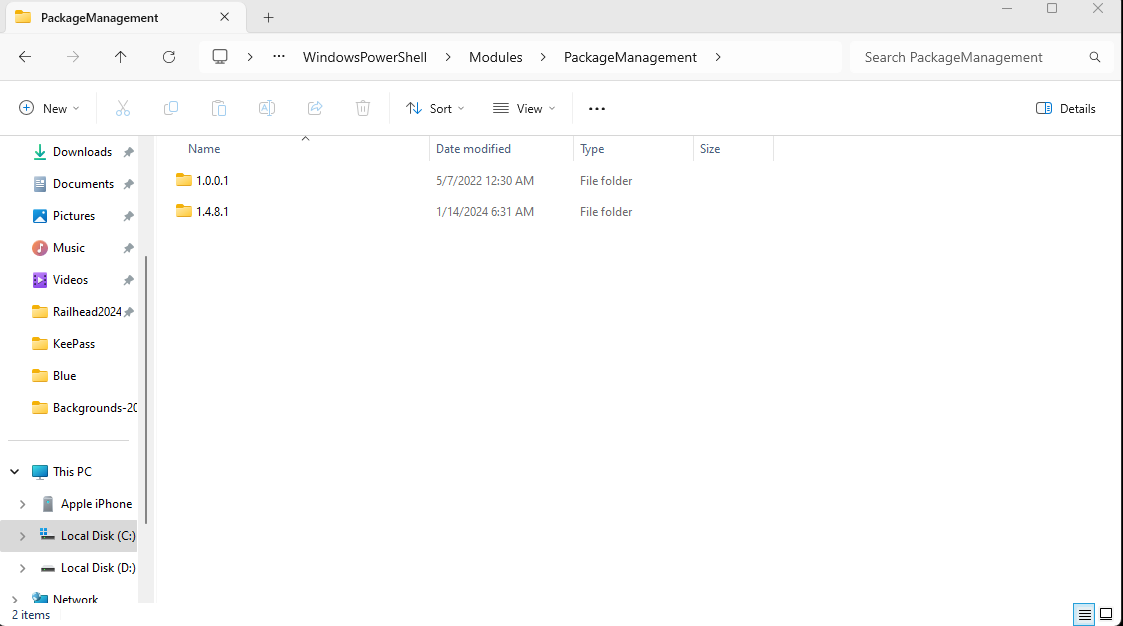 PackageManagement
WindowsPowerShell > Modules > PackageManagement >
Search PackageManagement
New
Sort
View
Details
Downloads
Documents
Pictures
Music
Videos
Railhead2024
KeePass
Blue
Backgrounds-20
This PC
Apple iPhone
Local Disk (C:)
Local Disk (D:)
Network
Name Date modified Type Size
1.0.0.1 5/7/2022 12:30 AM File folder
1.4.8.1 1/14/2024 6:31 AM File folder
2 items